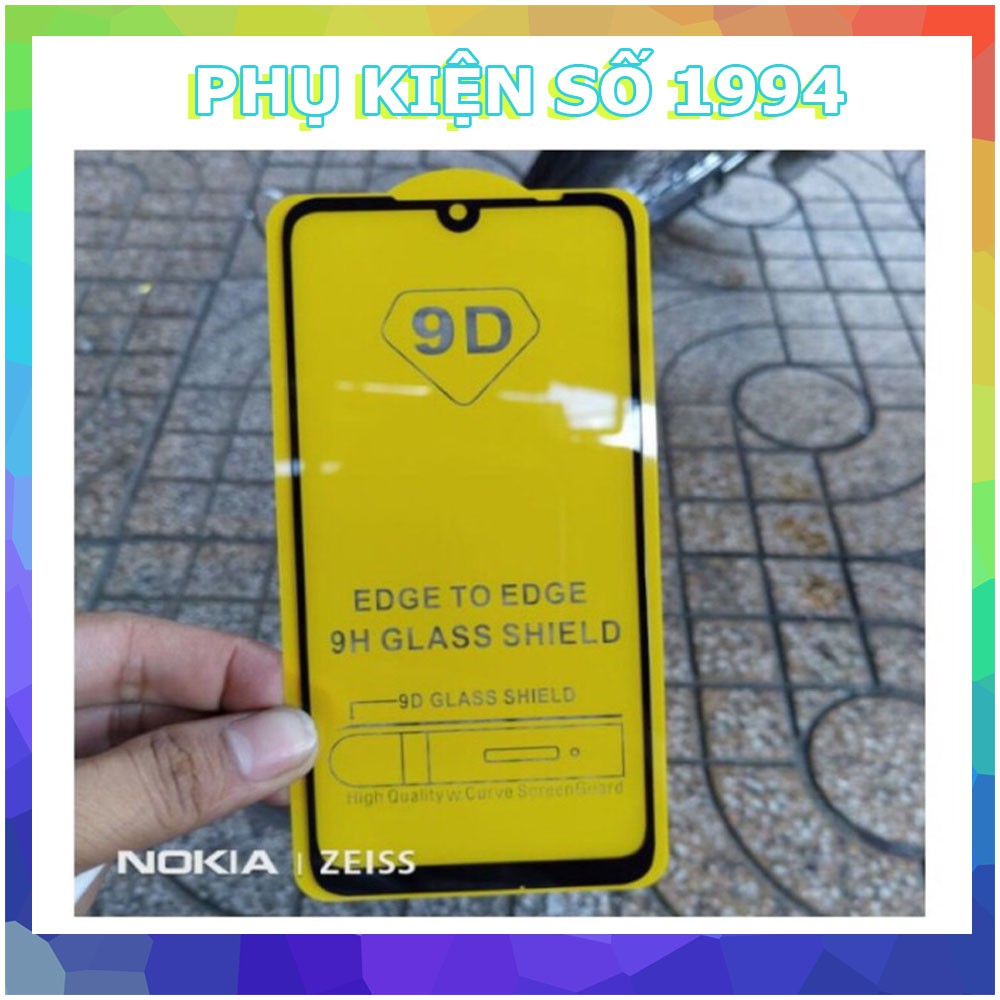 PHỤ KIỆN SỐ 1994
9D
EDGE TO EDGE
9H GLASS SHIELD
9D GLASS SHIELD
High Quality w.Curve ScreenGuard
NOKIA | ZEISS